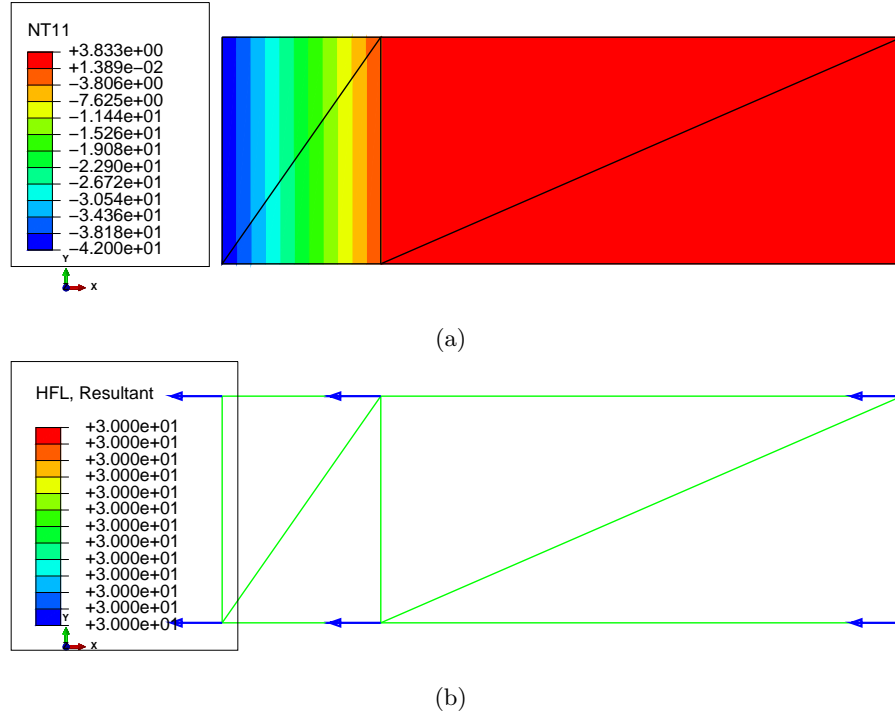 NT11
+3.833e+00
+1.389e−02
−3.806e+00
−7.625e+00
−1.144e+01
−1.526e+01
−1.908e+01
−2.290e+01
−2.672e+01
−3.054e+01
−3.436e+01
−3.818e+01
−4.200e+01
Y
X
(a)
HFL, Resultant
+3.000e+01
+3.000e+01
+3.000e+01
+3.000e+01
+3.000e+01
+3.000e+01
+3.000e+01
+3.000e+01
+3.000e+01
+3.000e+01
+3.000e+01
+3.000e+01
+3.000e+01
Y
X
(b)